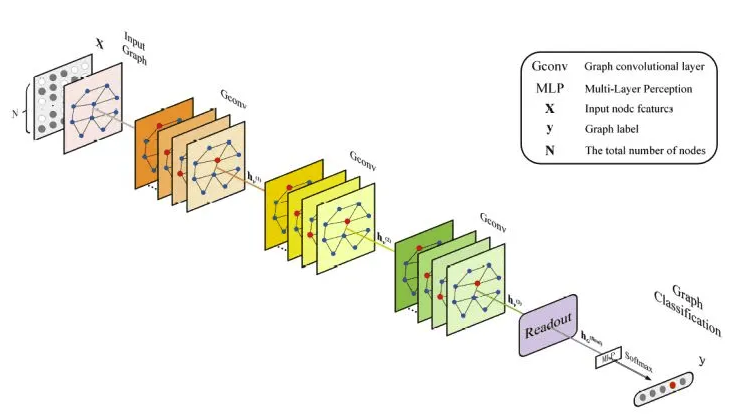 X
Input
Graph
N
Gconv
Gconv
Gconv
Readout
MLP
Softmax
Graph
Classification
y
Gconv Graph convolutional layer
MLP Multi-Layer Perception
X Input node features
y Graph label
N The total number of nodes